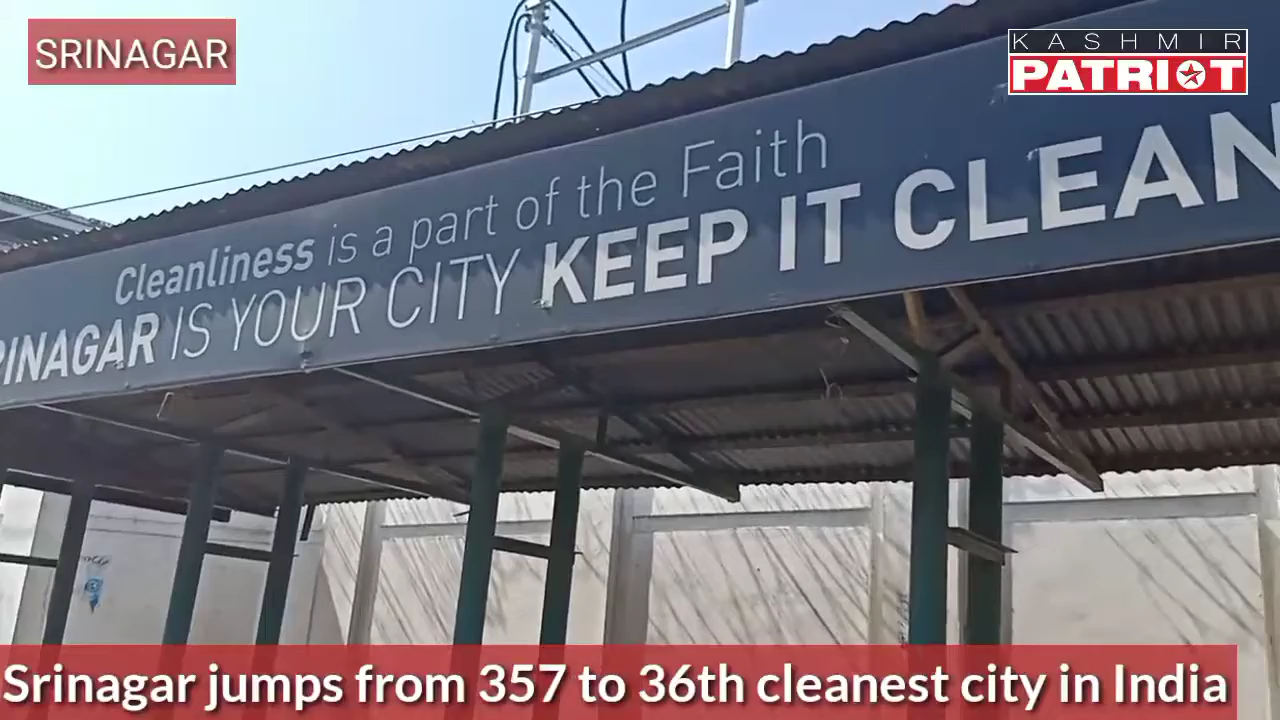 SRINAGAR
KASHMIR
PATRIOT
Cleanliness is a part of the Faith
RINAGAR IS YOUR CITY KEEP IT CLEAN
Srinagar jumps from 357 to 36th cleanest city in India